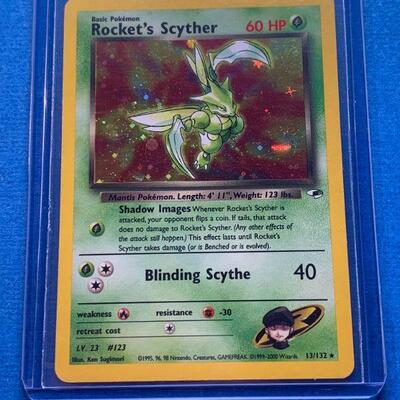 Basic Pokémon
Rocket's Scyther 60 HP
Mantis Pokémon. Length: 4' 11", Weight: 123 lbs.
Shadow Images Whenever Rocket's Scyther is
attacked, your opponent flips a coin. If tails, that attack
does no damage to Rocket's Scyther. (Any other effects of
the attack still happen.) This effect lasts until Rocket's
Scyther takes damage (or is Benched or is evolved).
Blinding Scythe 40
weakness resistance -30
retreat cost
LV. 23 #123
Illus. Ken Sugimori ©1995, 96, 98 Nintendo, Creatures, GAMEFREAK. ©1999-2000 Wizards. 13/132 ★